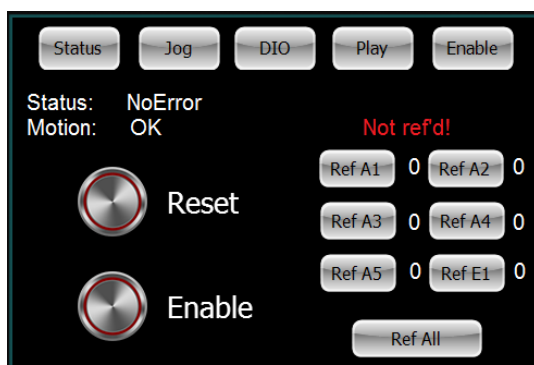 Status Jog DIO Play Enable
Status: NoError
Motion: OK
Not ref'd!
Ref A1 0 Ref A2 0
Reset
Ref A3 0 Ref A4 0
Ref A5 0 Ref E1 0
Enable
Ref All